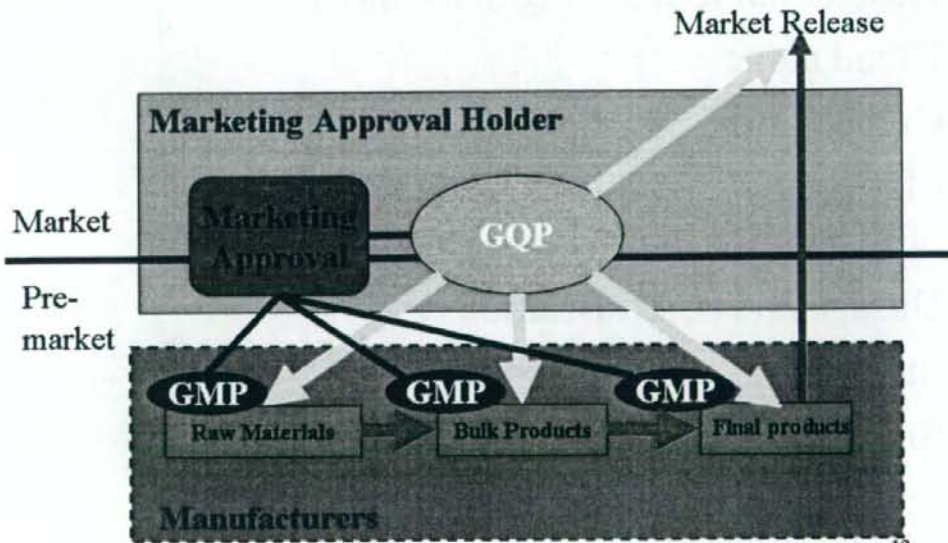 Market Release
Marketing Approval Holder
Marketing
Approval
GQP
Market
Pre-
market
GMP
GMP
GMP
Raw Materials
Bulk Products
Final products
Manufacturers